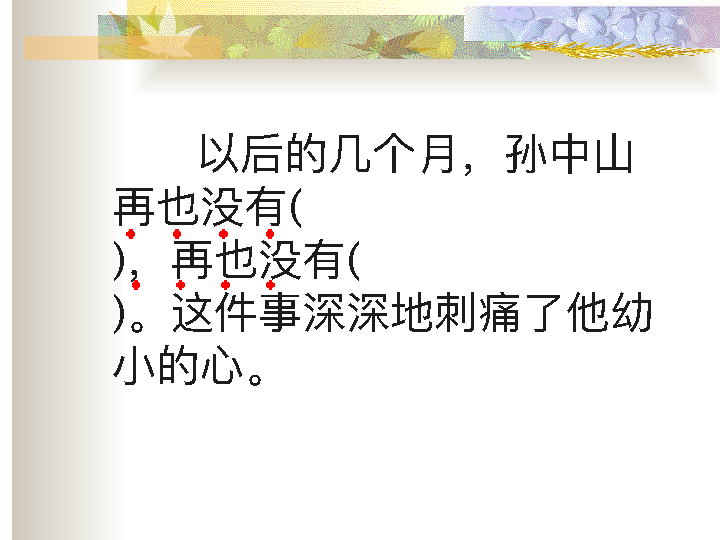 以后的几个月，孙中山
再也没有(
)，再也没有(
)。这件事深深地刺痛了他幼
小的心。